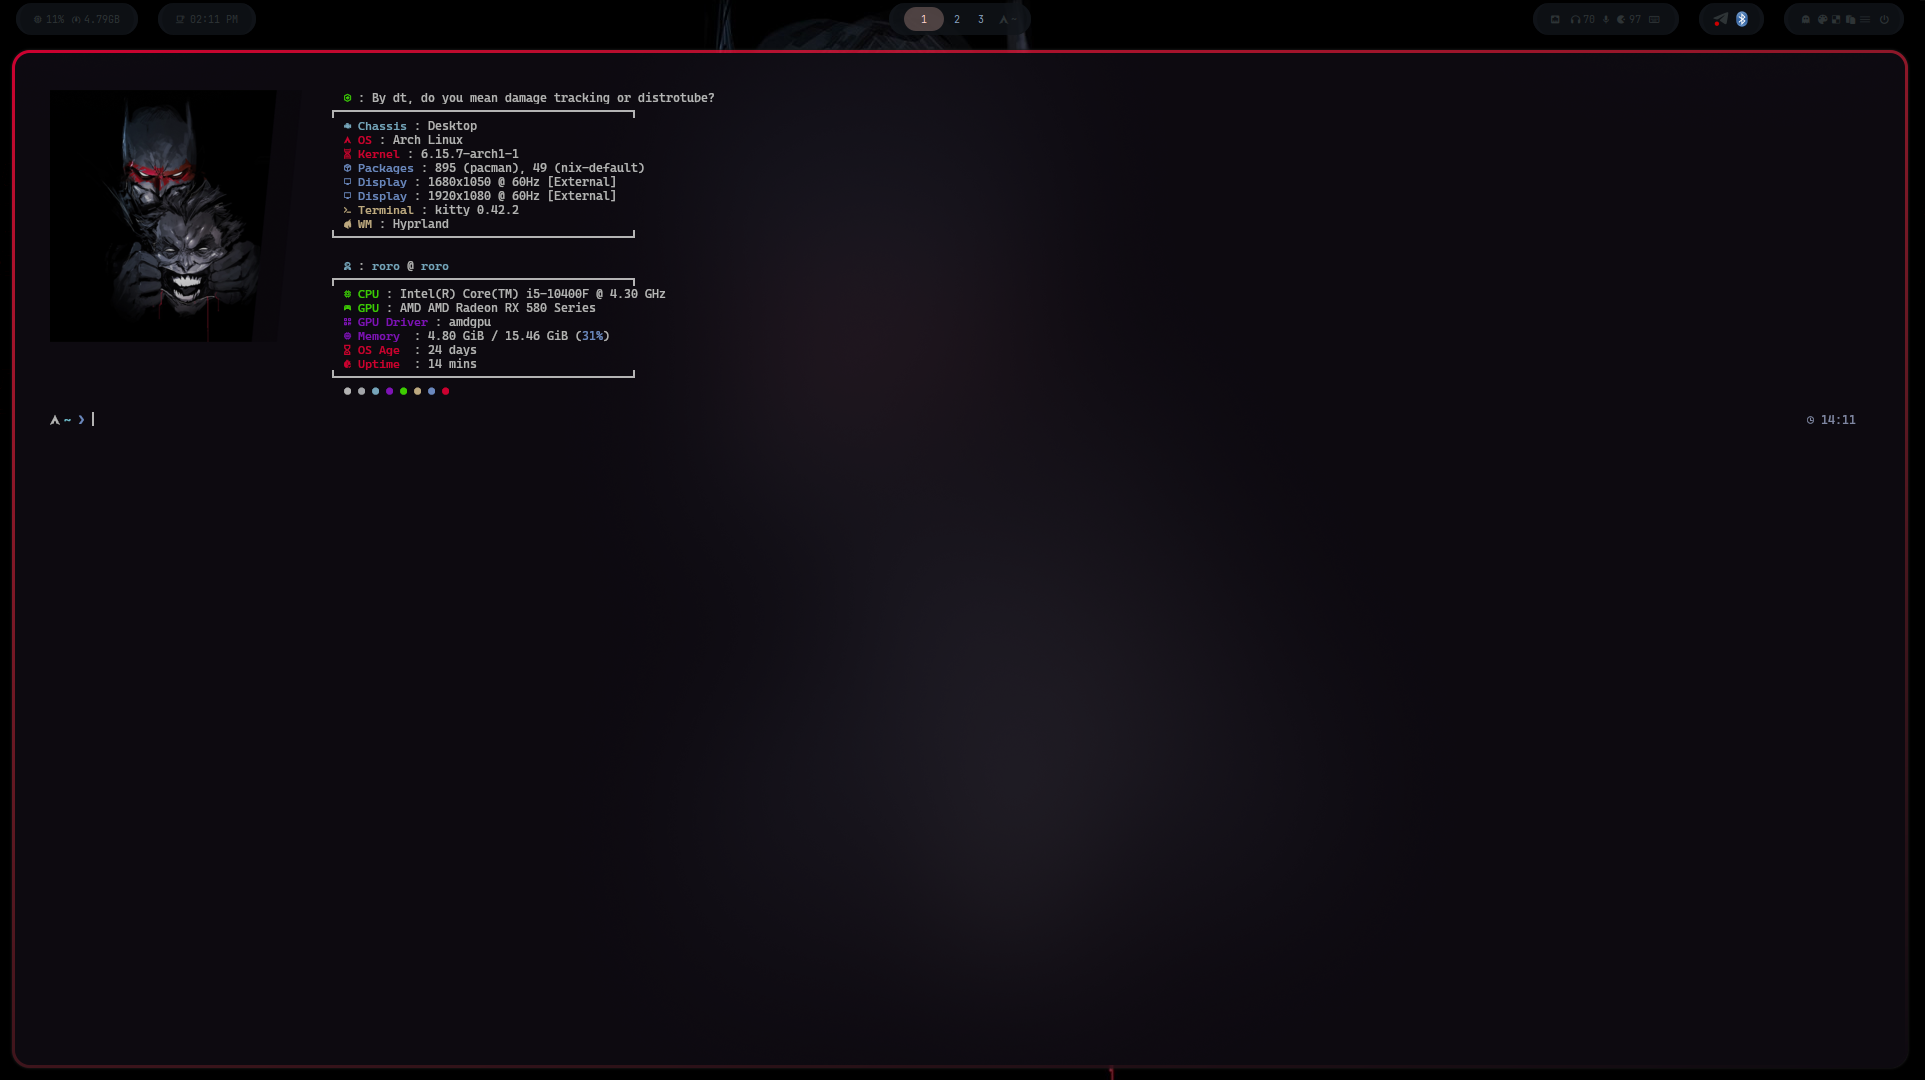 11% 4.79GB
02:11 PM
1 2 3 ~
70 97
: By dt, do you mean damage tracking or distrotube?
Chassis : Desktop
OS : Arch Linux
Kernel : 6.15.7-arch1-1
Packages : 895 (pacman), 49 (nix-default)
Display : 1680x1050 @ 60Hz [External]
Display : 1920x1080 @ 60Hz [External]
Terminal : kitty 0.42.2
WM : Hyprland
: roro @ roro
CPU : Intel(R) Core(TM) i5-10400F @ 4.30 GHz
GPU : AMD AMD Radeon RX 580 Series
GPU Driver : amdgpu
Memory : 4.80 GiB / 15.46 GiB (31%)
OS Age : 24 days
Uptime : 14 mins
~ ❯
14:11